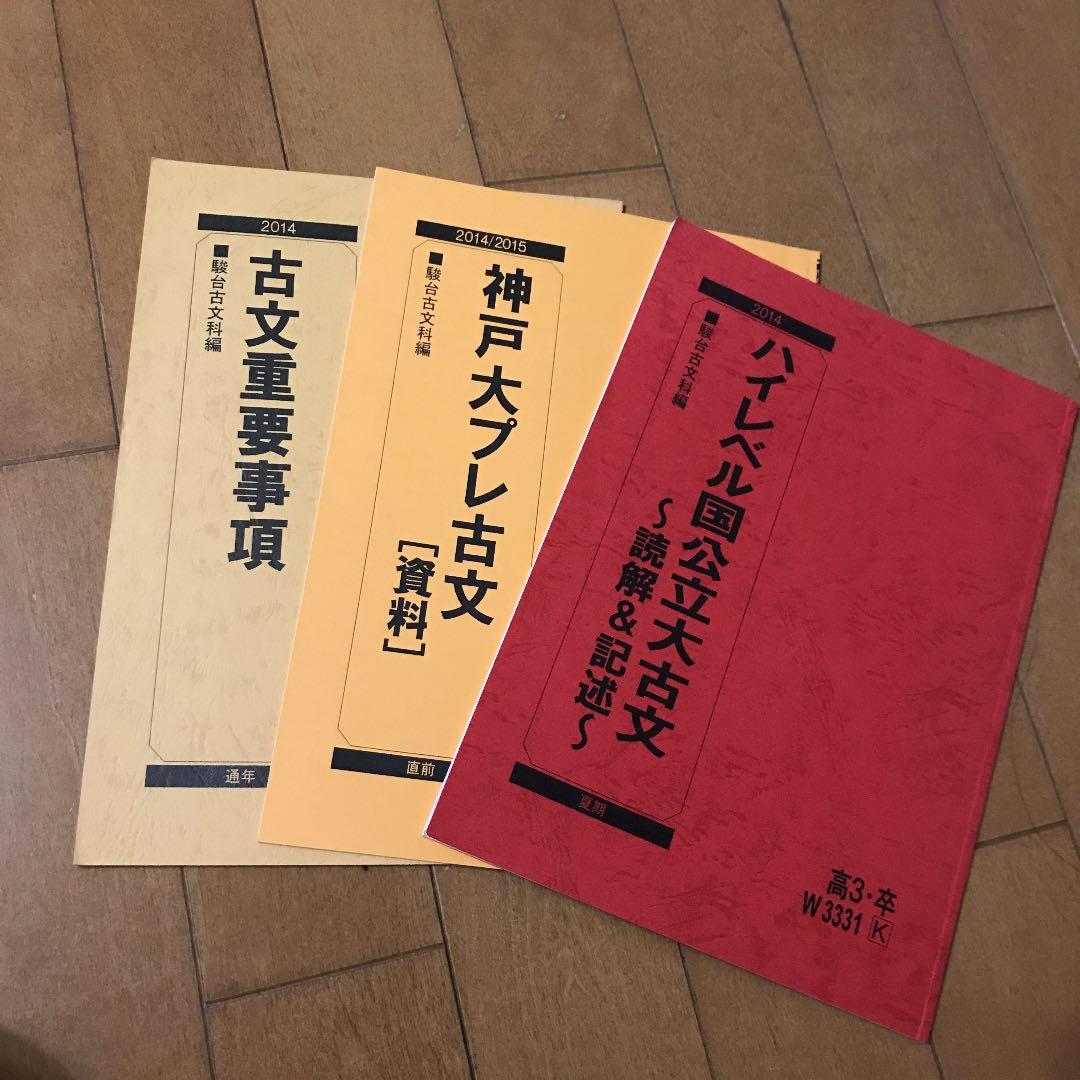 2014
古文重要事項
■駿台古文科編
通年
2014/2015
神戸大プレ古文
[資料]
■駿台古文科編
直前
2014
ハイレベル国公立大古文
～読解&記述～
■駿台古文科編
夏期
高3・卒
W3331 K